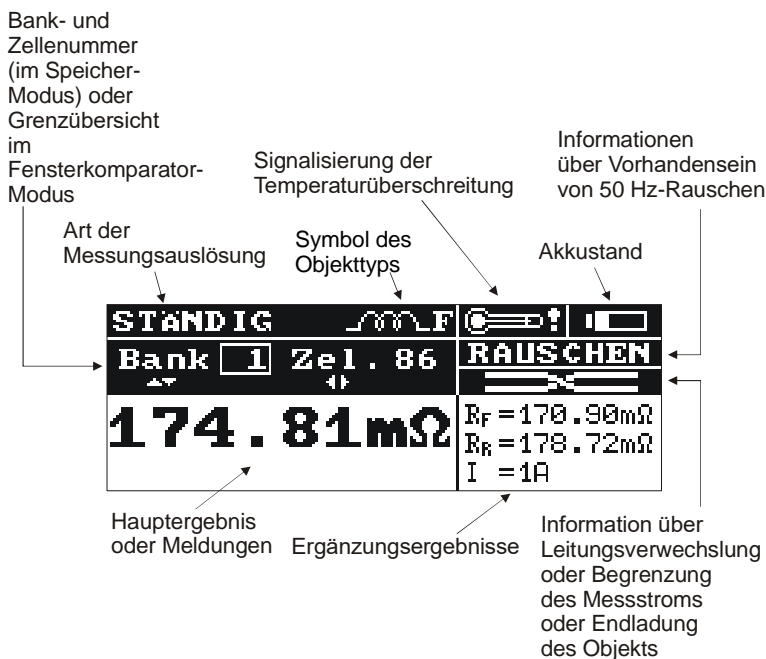 Bank- und
Zellenummer
(im Speicher-
Modus) oder
Grenzübersicht
im
Fensterkomparator-
Modus
Art der
Messungsauslösung
Signalisierung der
Temperaturüberschreitung
Symbol des
Objekttyps
Informationen
über Vorhandensein
von 50 Hz-Rauschen
Akkustand
STäNDIG F
Bank 1 Zel.86
RAUSCHEN
174.81mΩ
RF=170.90mΩ
RR=178.72mΩ
I =1A
Hauptergebnis
oder Meldungen
Ergänzungsergebnisse
Information über
Leitungsverwechslung
oder Begrenzung
des Messstroms
oder Endladung
des Objekts